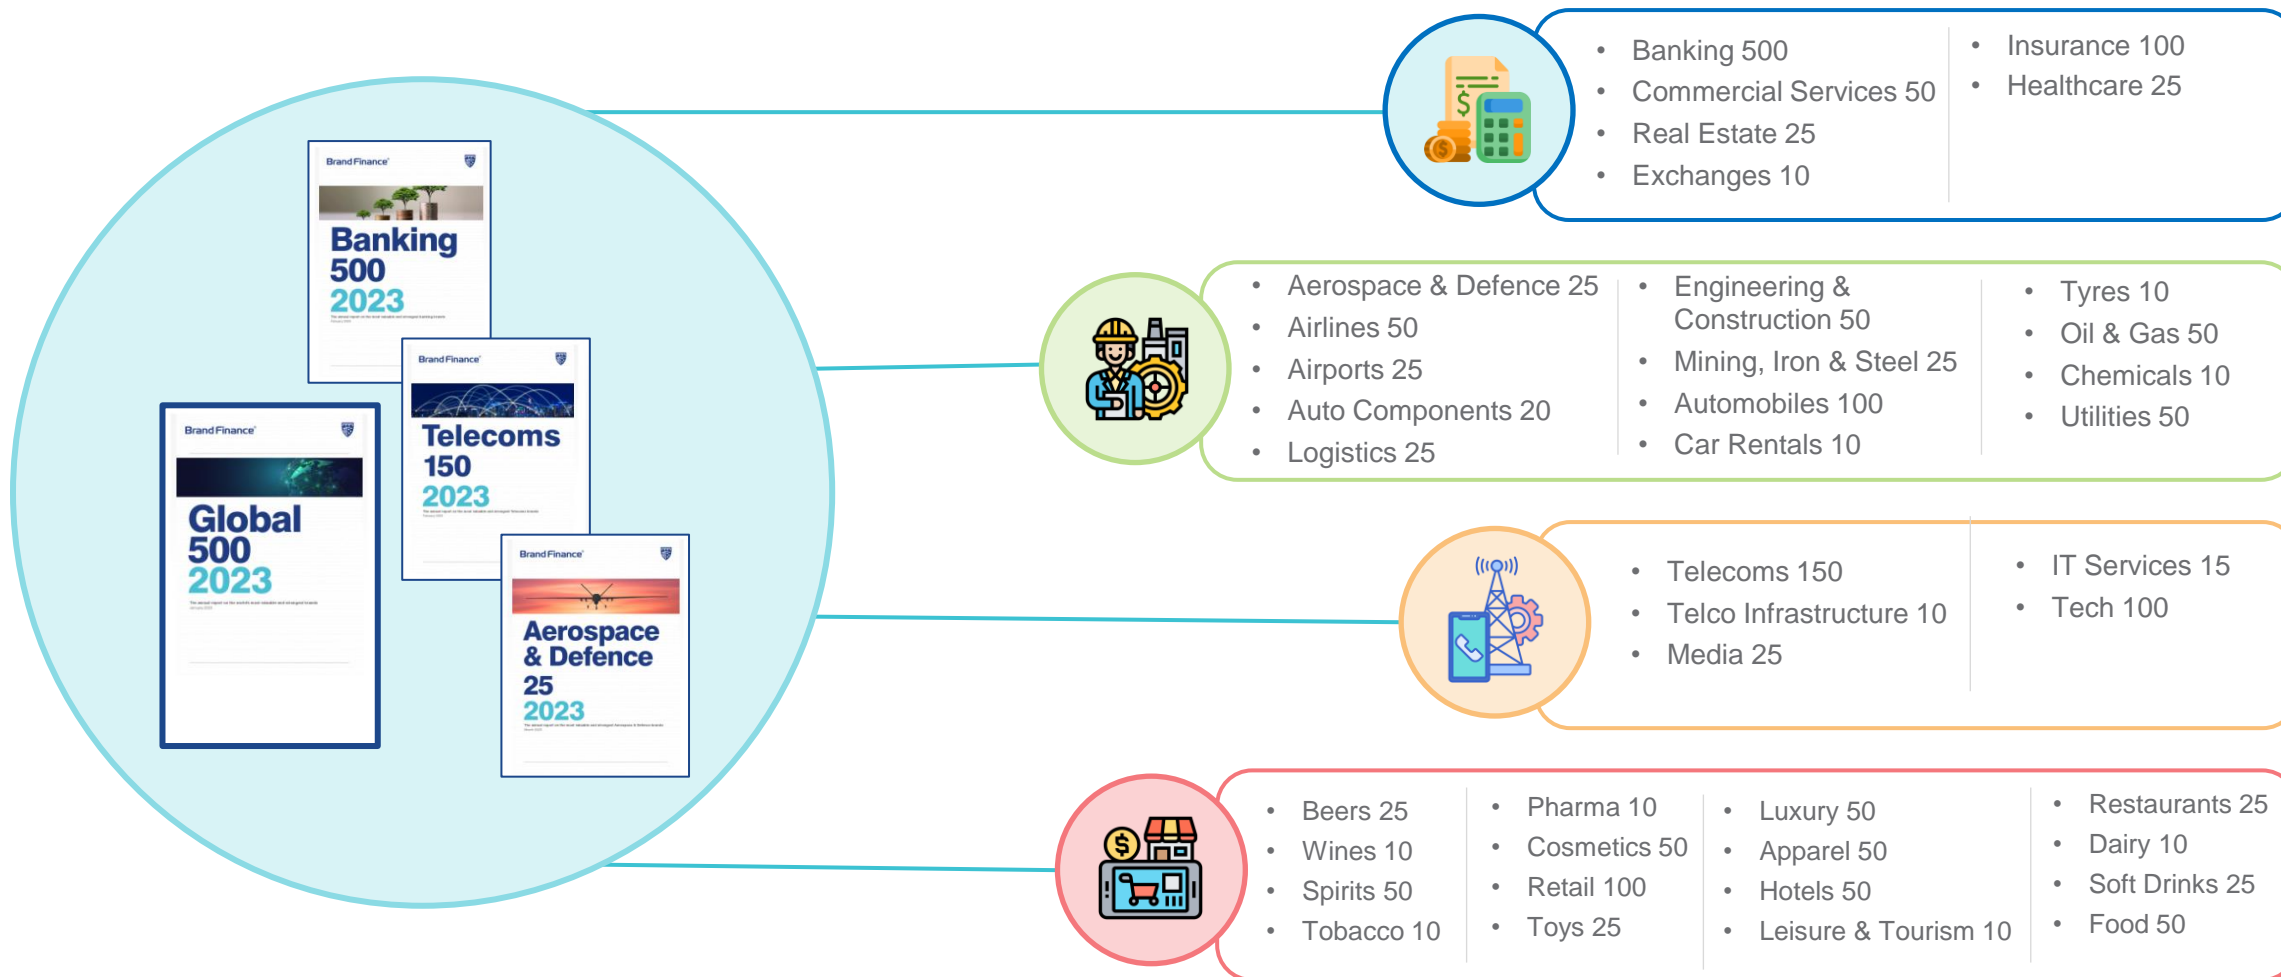 Brand Finance
Banking
500
2023
Brand Finance
Telecoms
150
2023
Brand Finance
Global
500
2023
Brand Finance
Aerospace
& Defence
25
2023
• Banking 500
• Commercial Services 50
• Real Estate 25
• Exchanges 10
• Insurance 100
• Healthcare 25
• Aerospace & Defence 25
• Airlines 50
• Airports 25
• Auto Components 20
• Logistics 25
• Engineering &
Construction 50
• Mining, Iron & Steel 25
• Automobiles 100
• Car Rentals 10
• Tyres 10
• Oil & Gas 50
• Chemicals 10
• Utilities 50
• Telecoms 150
• Telco Infrastructure 10
• Media 25
• IT Services 15
• Tech 100
• Beers 25
• Wines 10
• Spirits 50
• Tobacco 10
• Pharma 10
• Cosmetics 50
• Retail 100
• Toys 25
• Luxury 50
• Apparel 50
• Hotels 50
• Leisure & Tourism 10
• Restaurants 25
• Dairy 10
• Soft Drinks 25
• Food 50